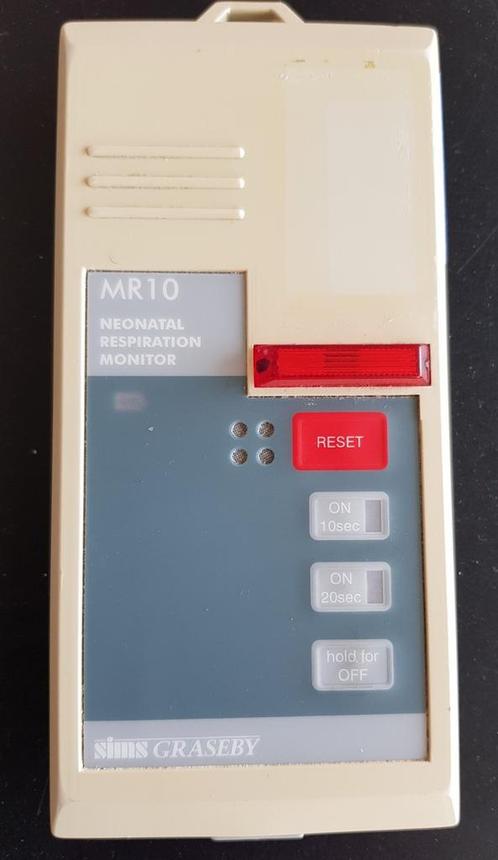 MR10
NEONATAL
RESPIRATION
MONITOR
RESET
ON
10sec
ON
20sec
hold for
OFF
sims GRASEBY